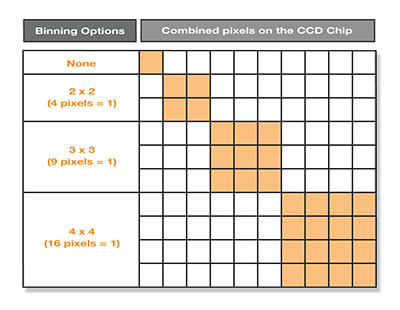 Binning Options
Combined pixels on the CCD Chip
None
2 x 2
(4 pixels = 1)
3 x 3
(9 pixels = 1)
4 x 4
(16 pixels = 1)